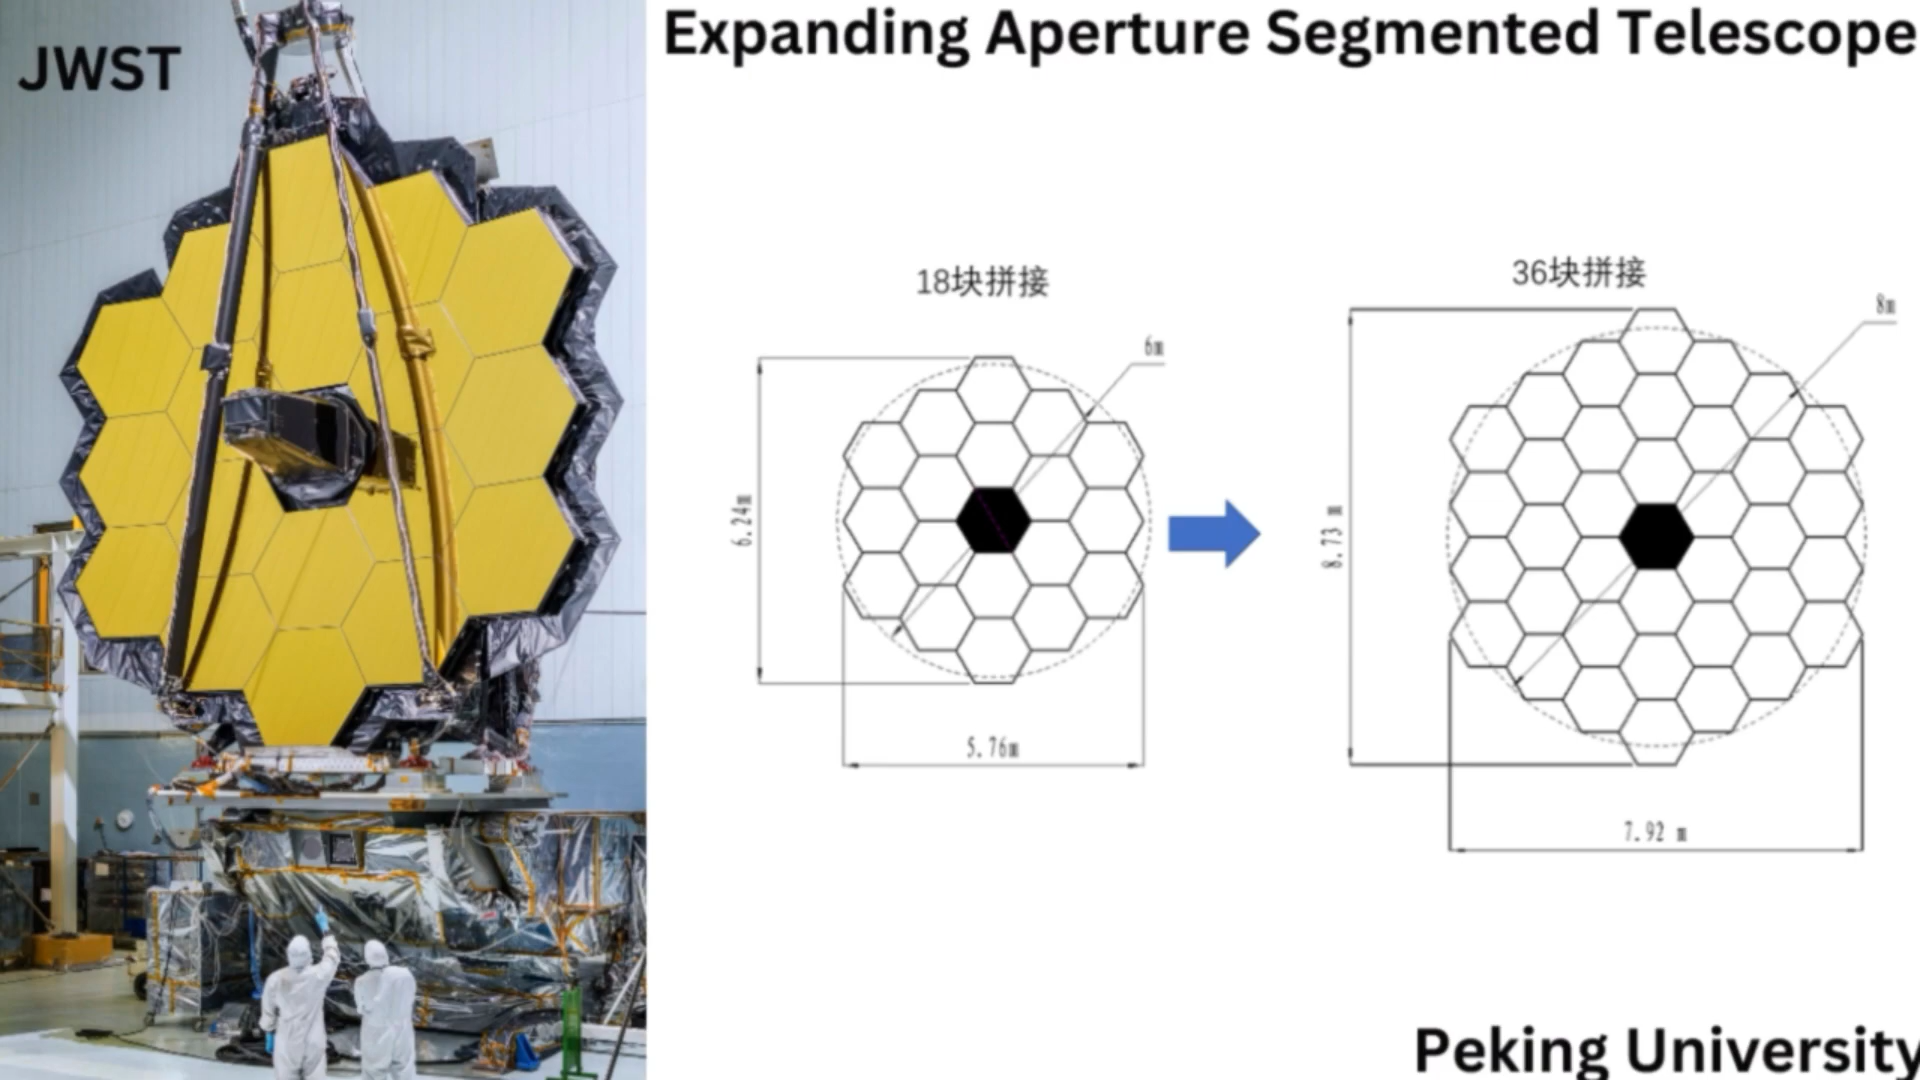 JWST
Expanding Aperture Segmented Telescope
18块拼接
6m
6.24m
5.76m
36块拼接
8m
8.73 m
7.92 m
Peking University